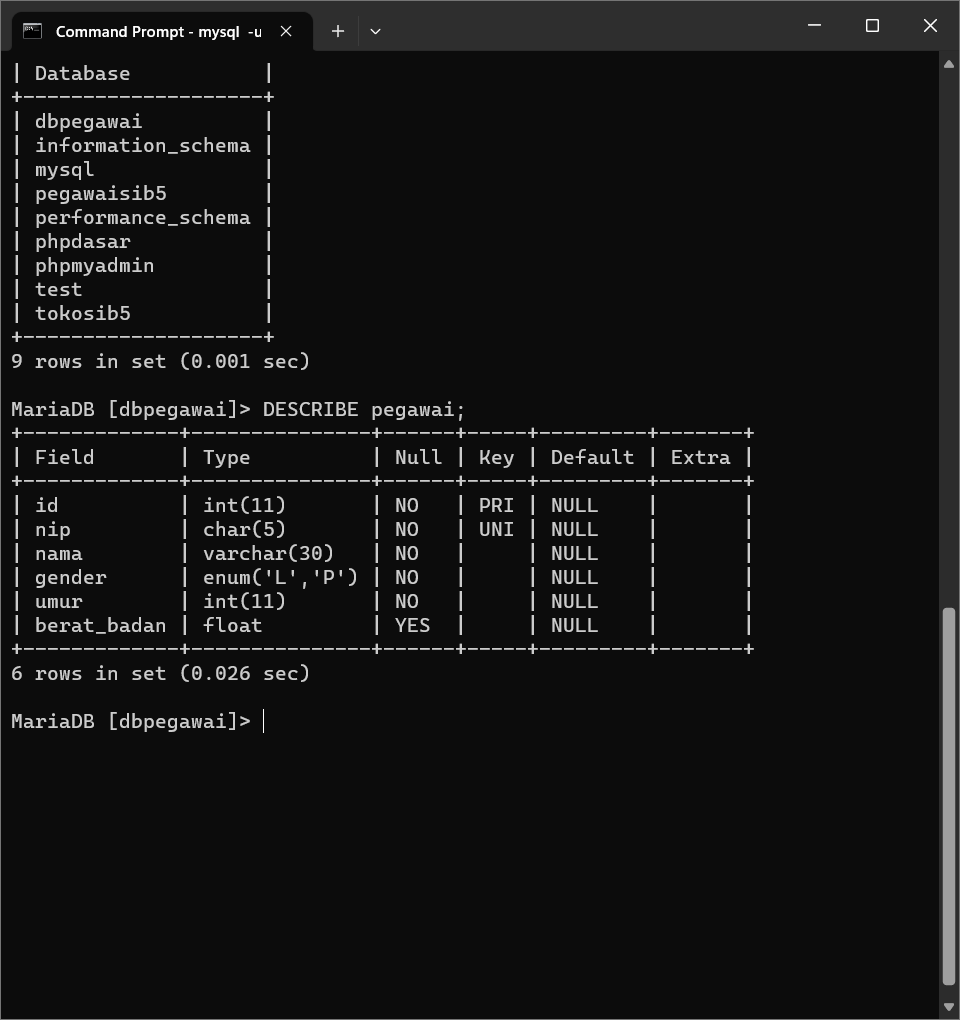 Command Prompt - mysql  -u
| Database           |
+--------------------+
| dbpegawai          |
| information_schema |
| mysql              |
| pegawaisib5        |
| performance_schema |
| phpdasar           |
| phpmyadmin         |
| test               |
| tokosib5           |
+--------------------+
9 rows in set (0.001 sec)
MariaDB [dbpegawai]> DESCRIBE pegawai;
+-------------+---------------+------+-----+---------+-------+
| Field       | Type          | Null | Key | Default | Extra |
+-------------+---------------+------+-----+---------+-------+
| id          | int(11)       | NO   | PRI | NULL    |       |
| nip         | char(5)       | NO   | UNI | NULL    |       |
| nama        | varchar(30)   | NO   |     | NULL    |       |
| gender      | enum('L','P') | NO   |     | NULL    |       |
| umur        | int(11)       | NO   |     | NULL    |       |
| berat_badan | float         | YES  |     | NULL    |       |
+-------------+---------------+------+-----+---------+-------+
6 rows in set (0.026 sec)
MariaDB [dbpegawai]>